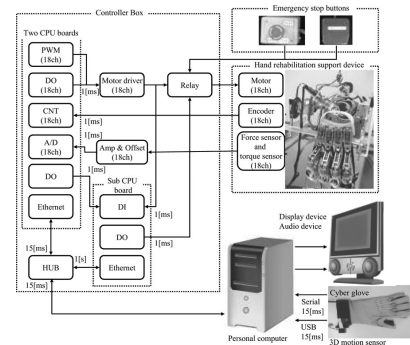 Controller Box
Emergency stop buttons
Two CPU boards
PWM
(18ch)
DO
(18ch)
1[ms]
Motor driver
(18ch)
Relay
Hand rehabilitation support device
Motor
(18ch)
CNT
(18ch)
1[ms]
Encoder
(18ch)
1[ms]
A/D
(18ch)
1[ms]
Amp & Offset
(18ch)
Force sensor
and
torque sensor
(18ch)
DO
Sub CPU
board
DI
1[ms]
Ethernet
DO
1[ms]
15[ms]
HUB
1[s]
Ethernet
15[ms]
Display device
Audio device
Cyber glove
Serial
15[ms]
USB
15[ms]
Personal computer
3D motion sensor